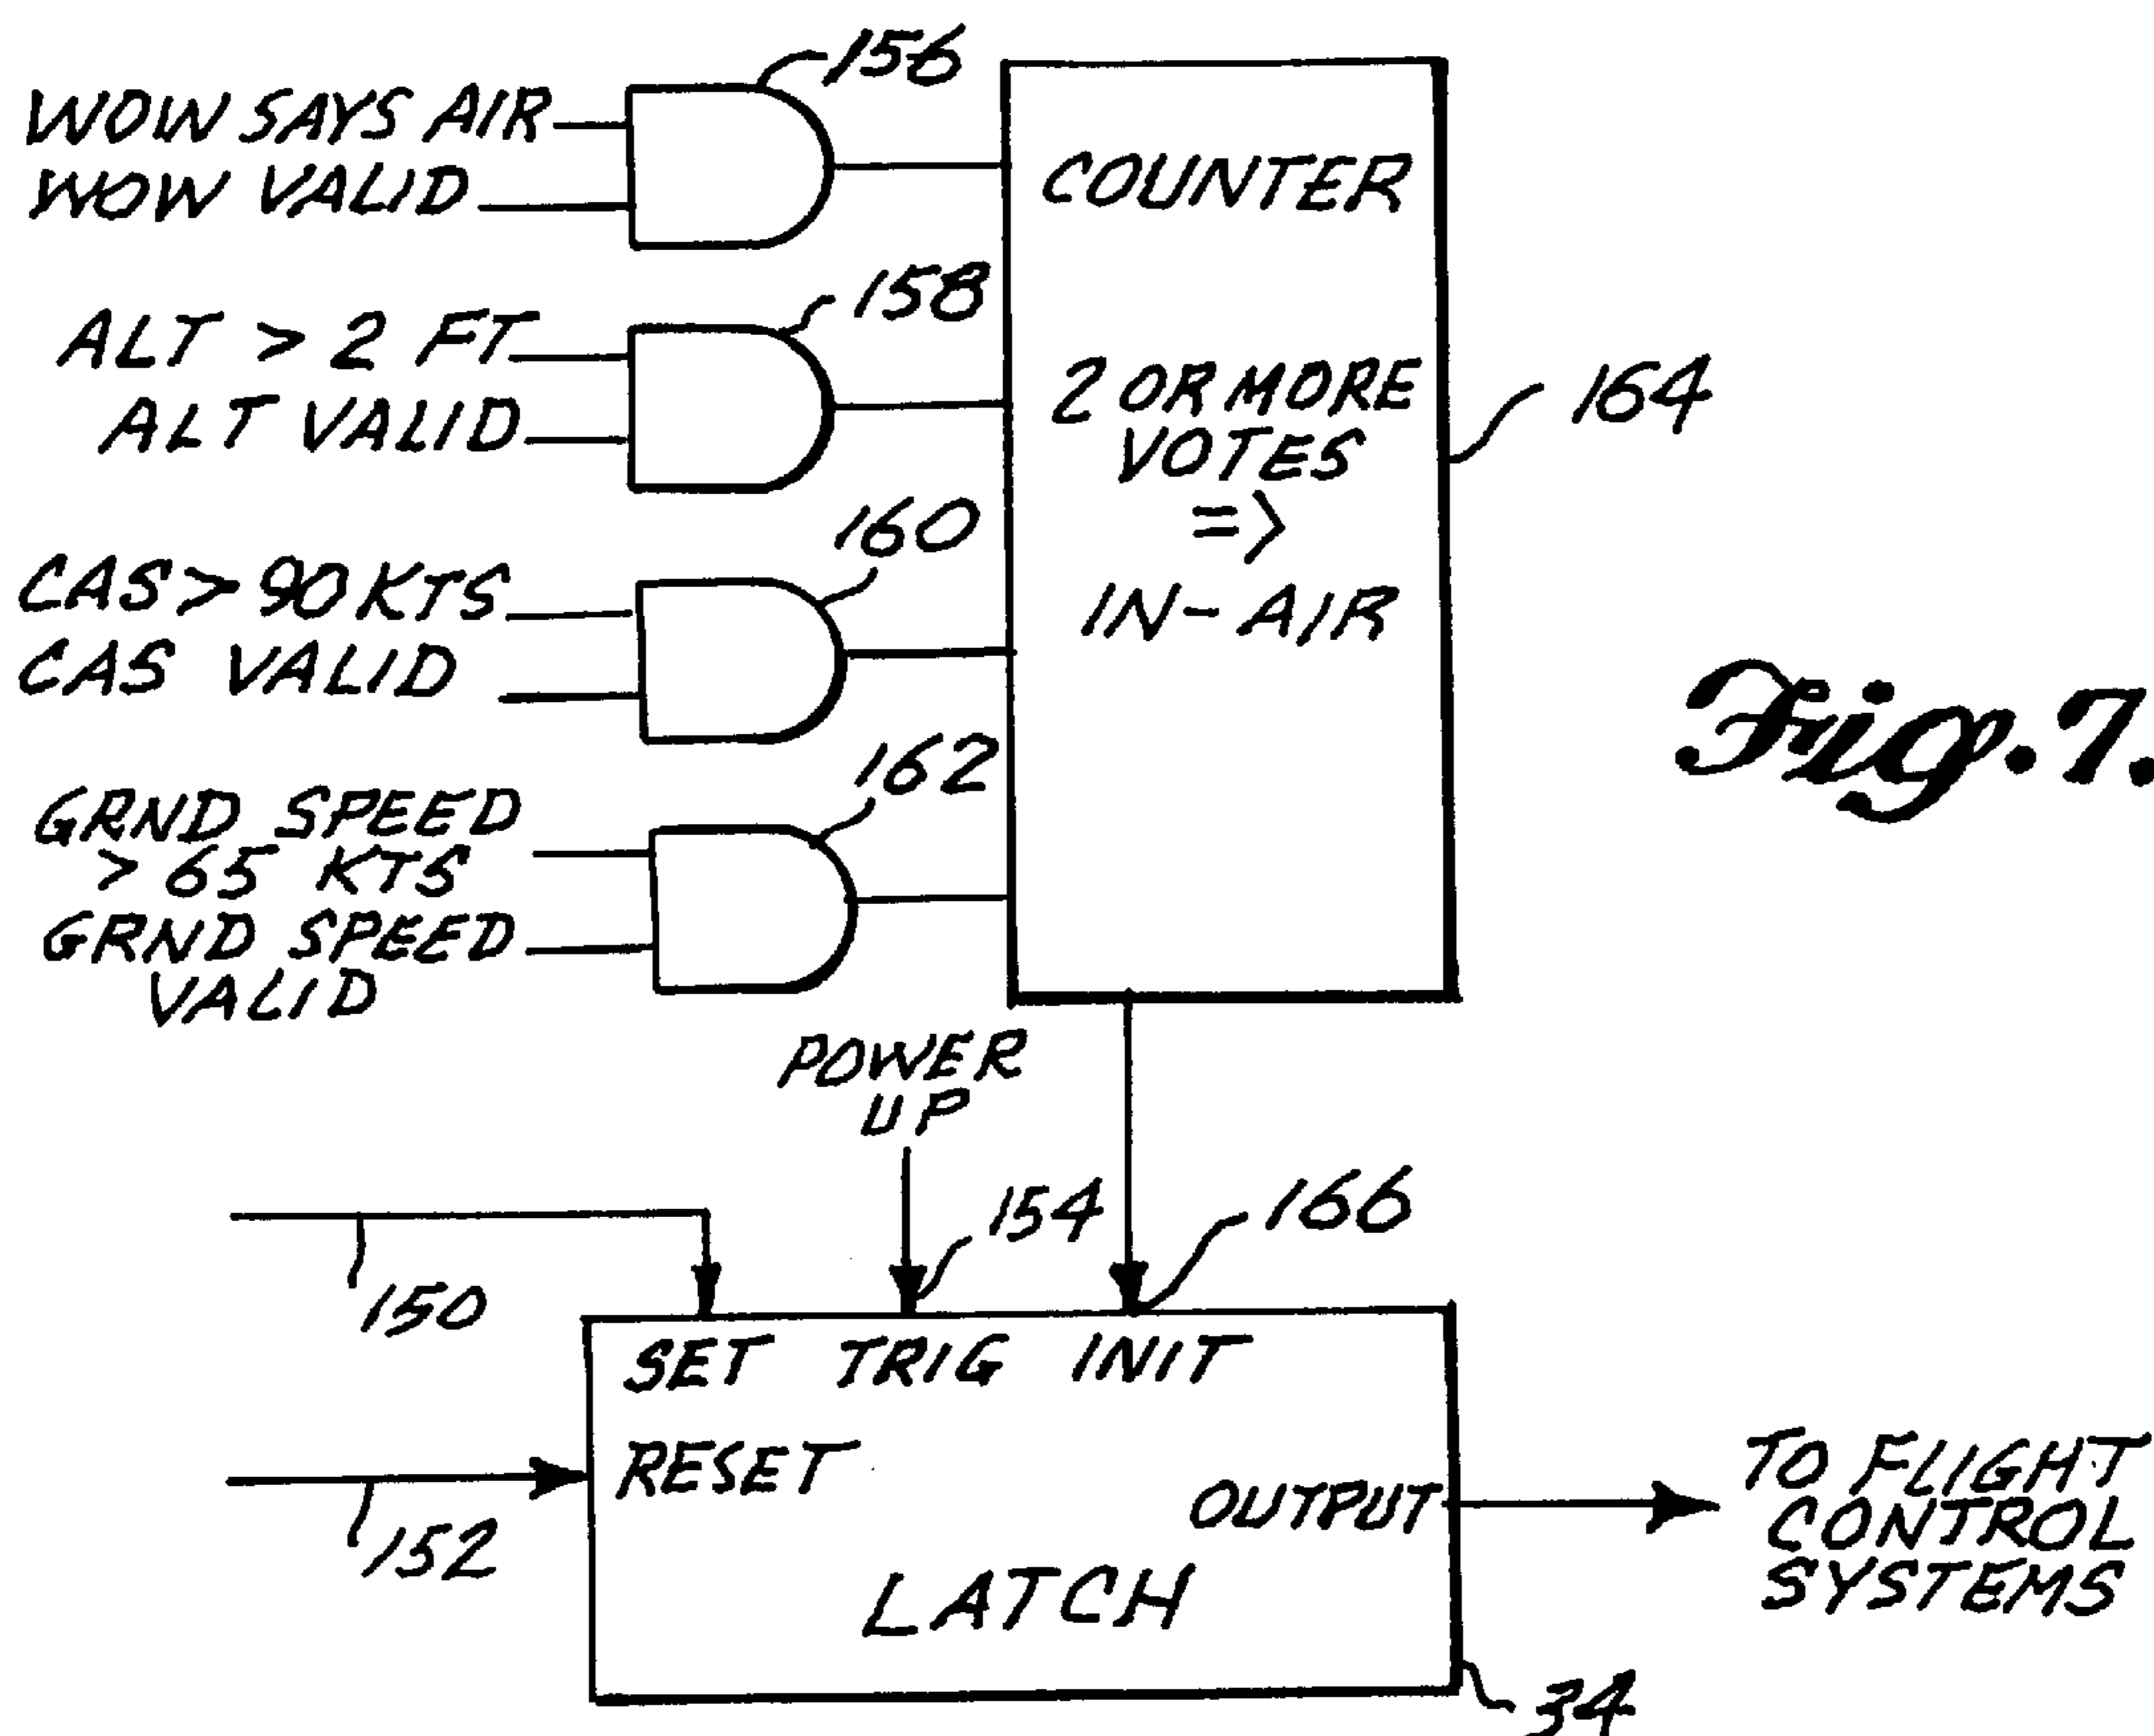 156
WOW SAYS AIR
WOW VALID
COUNTER
158
ALT > 2 FT
ALT VALID
2 OR MORE
VOTES
=>
IN-AIR
164
160
CAS > 90 KTS
CAS VALID
Fig. 7.
162
GRND SPEED
> 65 KTS
GRND SPEED
VALID
POWER
UP
154
166
150
SET TRIG INIT
RESET
152
OUTPUT
LATCH
TO FLIGHT
CONTROL
SYSTEMS
34